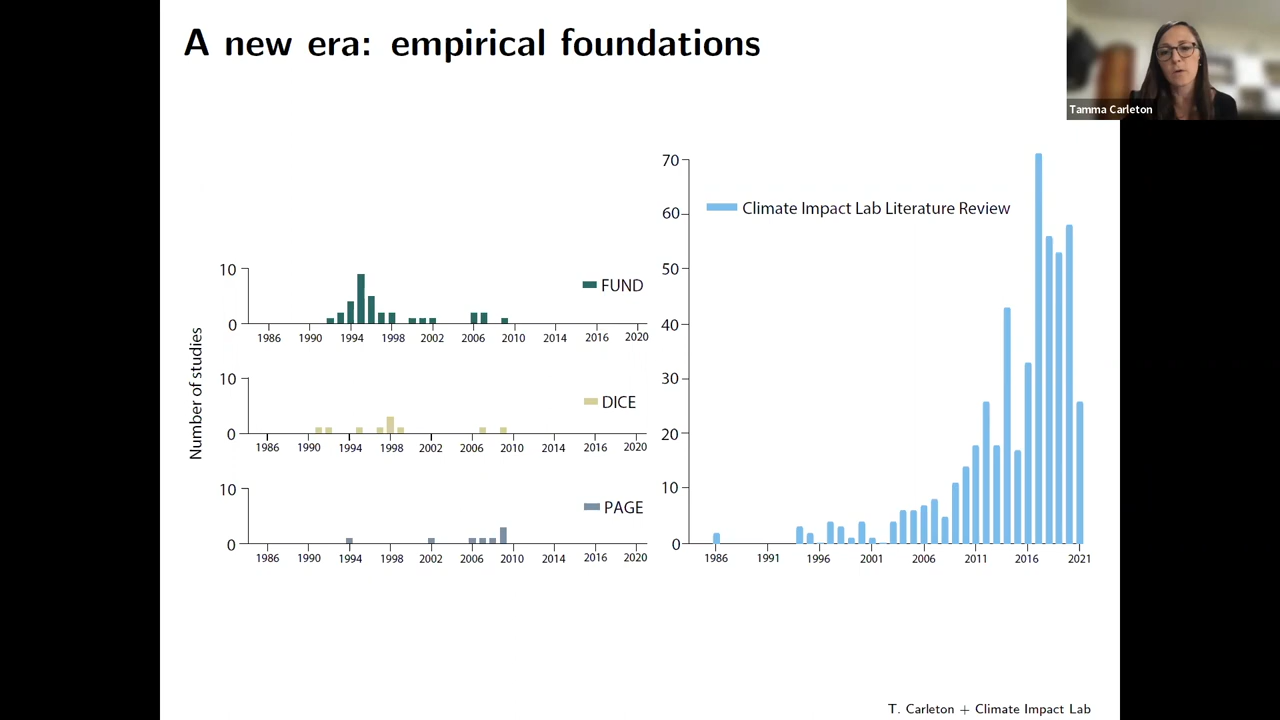 A new era: empirical foundations
Tamma Carleton
Number of studies
10
0
FUND
1986 1990 1994 1998 2002 2006 2010 2014 2016 2020
10
0
DICE
1986 1990 1994 1998 2002 2006 2010 2014 2016 2020
10
0
PAGE
1986 1990 1994 1998 2002 2006 2010 2014 2016 2020
70
60
50
40
30
20
10
0
Climate Impact Lab Literature Review
1986 1991 1996 2001 2006 2011 2016 2021
T. Carleton + Climate Impact Lab